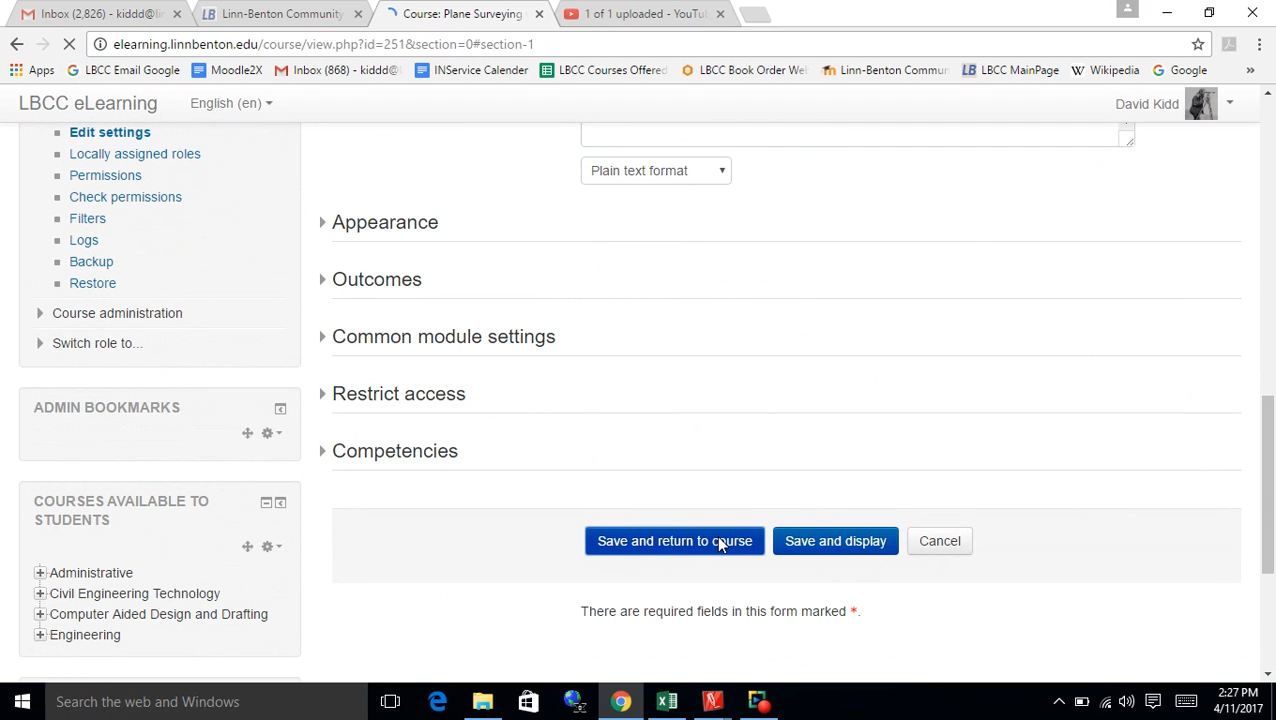 Inbox (2,826) - kiddd@lin
Linn-Benton Community
Course: Plane Surveying
1 of 1 uploaded - YouTu
elearning.linnbenton.edu/course/view.php?id=251&section=0#section-1
Apps
LBCC Email Google
Moodle2X
Inbox (868) - kiddd@
INService Calender
LBCC Courses Offered
LBCC Book Order We
Linn-Benton Commun
LBCC MainPage
Wikipedia
Google
»
LBCC eLearning
English (en)
David Kidd
Edit settings
Locally assigned roles
Permissions
Check permissions
Filters
Logs
Backup
Restore
Course administration
Switch role to...
ADMIN BOOKMARKS
COURSES AVAILABLE TO
STUDENTS
Administrative
Civil Engineering Technology
Computer Aided Design and Drafting
Engineering
Plain text format
Appearance
Outcomes
Common module settings
Restrict access
Competencies
Save and return to course
Save and display
Cancel
There are required fields in this form marked *.
Search the web and Windows
2:27 PM
4/11/2017